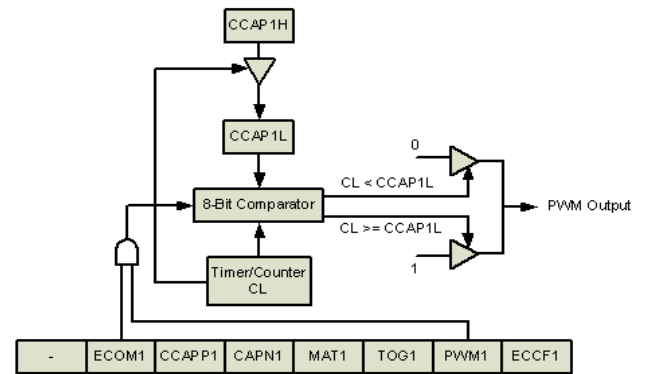 CCAP1H
CCAP1L
0
CL < CCAP1L
8-Bit Comparator
PWM Output
CL >= CCAP1L
Timer/Counter
CL
1
- ECOM1 CCAPP1 CAPN1 MAT1 TOG1 PWM1 ECCF1